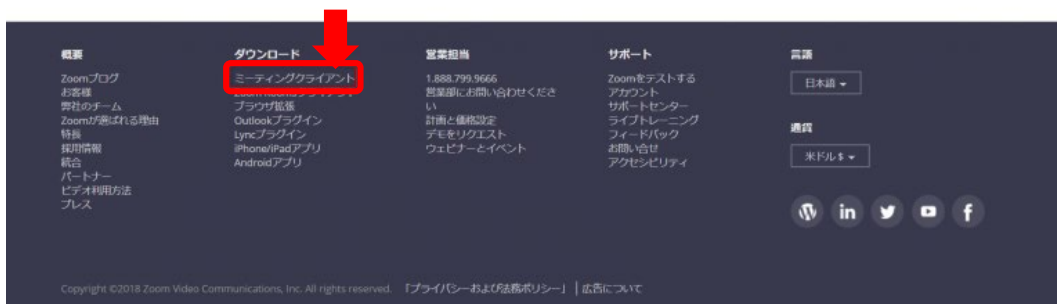 概要
Zoomブログ
お客様
弊社のチーム
Zoomが選ばれる理由
特長
採用情報
統合
パートナー
ビデオ利用方法
プレス
ダウンロード
ミーティングクライアント
Zoom Roomsクライアント
ブラウザ拡張
Outlookプラグイン
Lyncプラグイン
iPhone/iPadアプリ
Androidアプリ
営業担当
1.888.799.9666
営業部にお問い合わせくださ
い
計画と価格設定
デモをリクエスト
ウェビナーとイベント
サポート
Zoomをテストする
アカウント
サポートセンター
ライブトレーニング
フィードバック
お問い合せ
アクセシビリティ
言語
日本語
通貨
米ドル $
in
f
Copyright ©2018 Zoom Video Communications, Inc. All rights reserved. 「プライバシーおよび法務ポリシー」 | 広告について